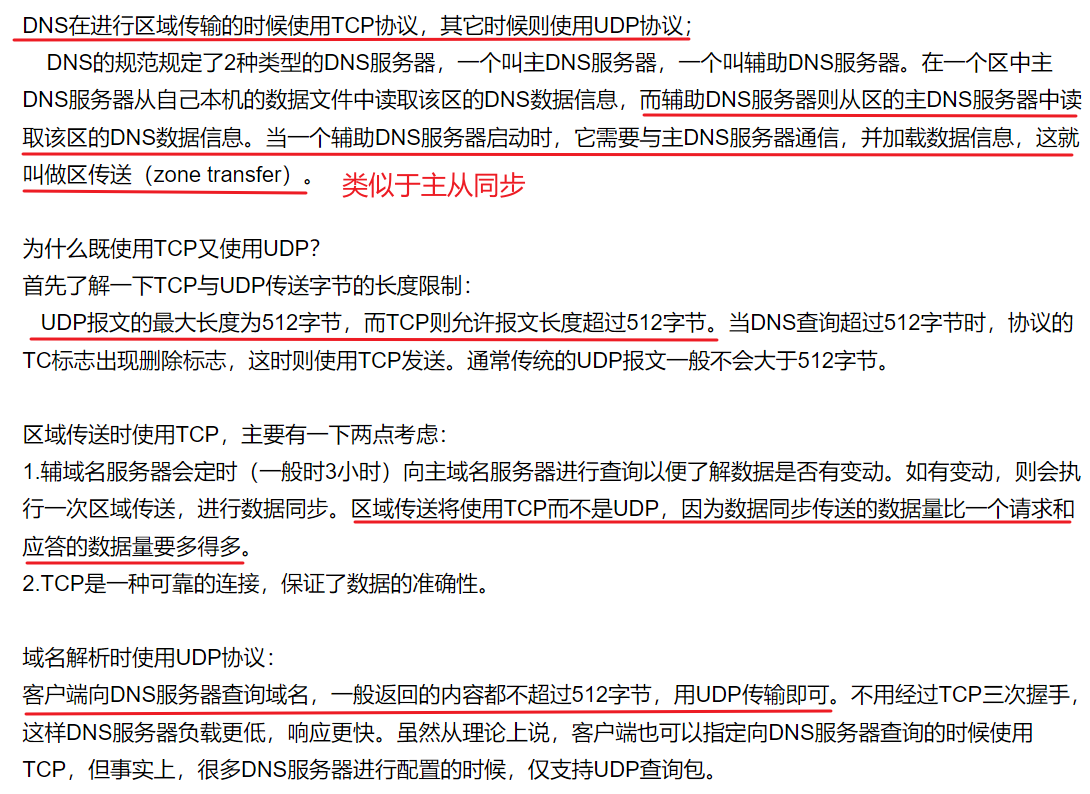 DNS在进行区域传输的时候使用TCP协议，其它时候则使用UDP协议；
DNS的规范规定了2种类型的DNS服务器，一个叫主DNS服务器，一个叫辅助DNS服务器。在一个区中主
DNS服务器从自己本机的数据文件中读取该区的DNS数据信息，而辅助DNS服务器则从区的主DNS服务器中读
取该区的DNS数据信息。当一个辅助DNS服务器启动时，它需要与主DNS服务器通信，并加载数据信息，这就
叫做区传送（zone transfer）。 类似于主从同步
为什么既使用TCP又使用UDP？
首先了解一下TCP与UDP传送字节的长度限制：
UDP报文的最大长度为512字节，而TCP则允许报文长度超过512字节。当DNS查询超过512字节时，协议的
TC标志出现删除标志，这时则使用TCP发送。通常传统的UDP报文一般不会大于512字节。
区域传送时使用TCP，主要有一下两点考虑：
1.辅域名服务器会定时（一般时3小时）向主域名服务器进行查询以便了解数据是否有变动。如有变动，则会执
行一次区域传送，进行数据同步。区域传送将使用TCP而不是UDP，因为数据同步传送的数据量比一个请求和
应答的数据量要多得多。
2.TCP是一种可靠的连接，保证了数据的准确性。
域名解析时使用UDP协议：
客户端向DNS服务器查询域名，一般返回的内容都不超过512字节，用UDP传输即可。不用经过TCP三次握手，
这样DNS服务器负载更低，响应更快。虽然从理论上说，客户端也可以指定向DNS服务器查询的时候使用
TCP，但事实上，很多DNS服务器进行配置的时候，仅支持UDP查询包。